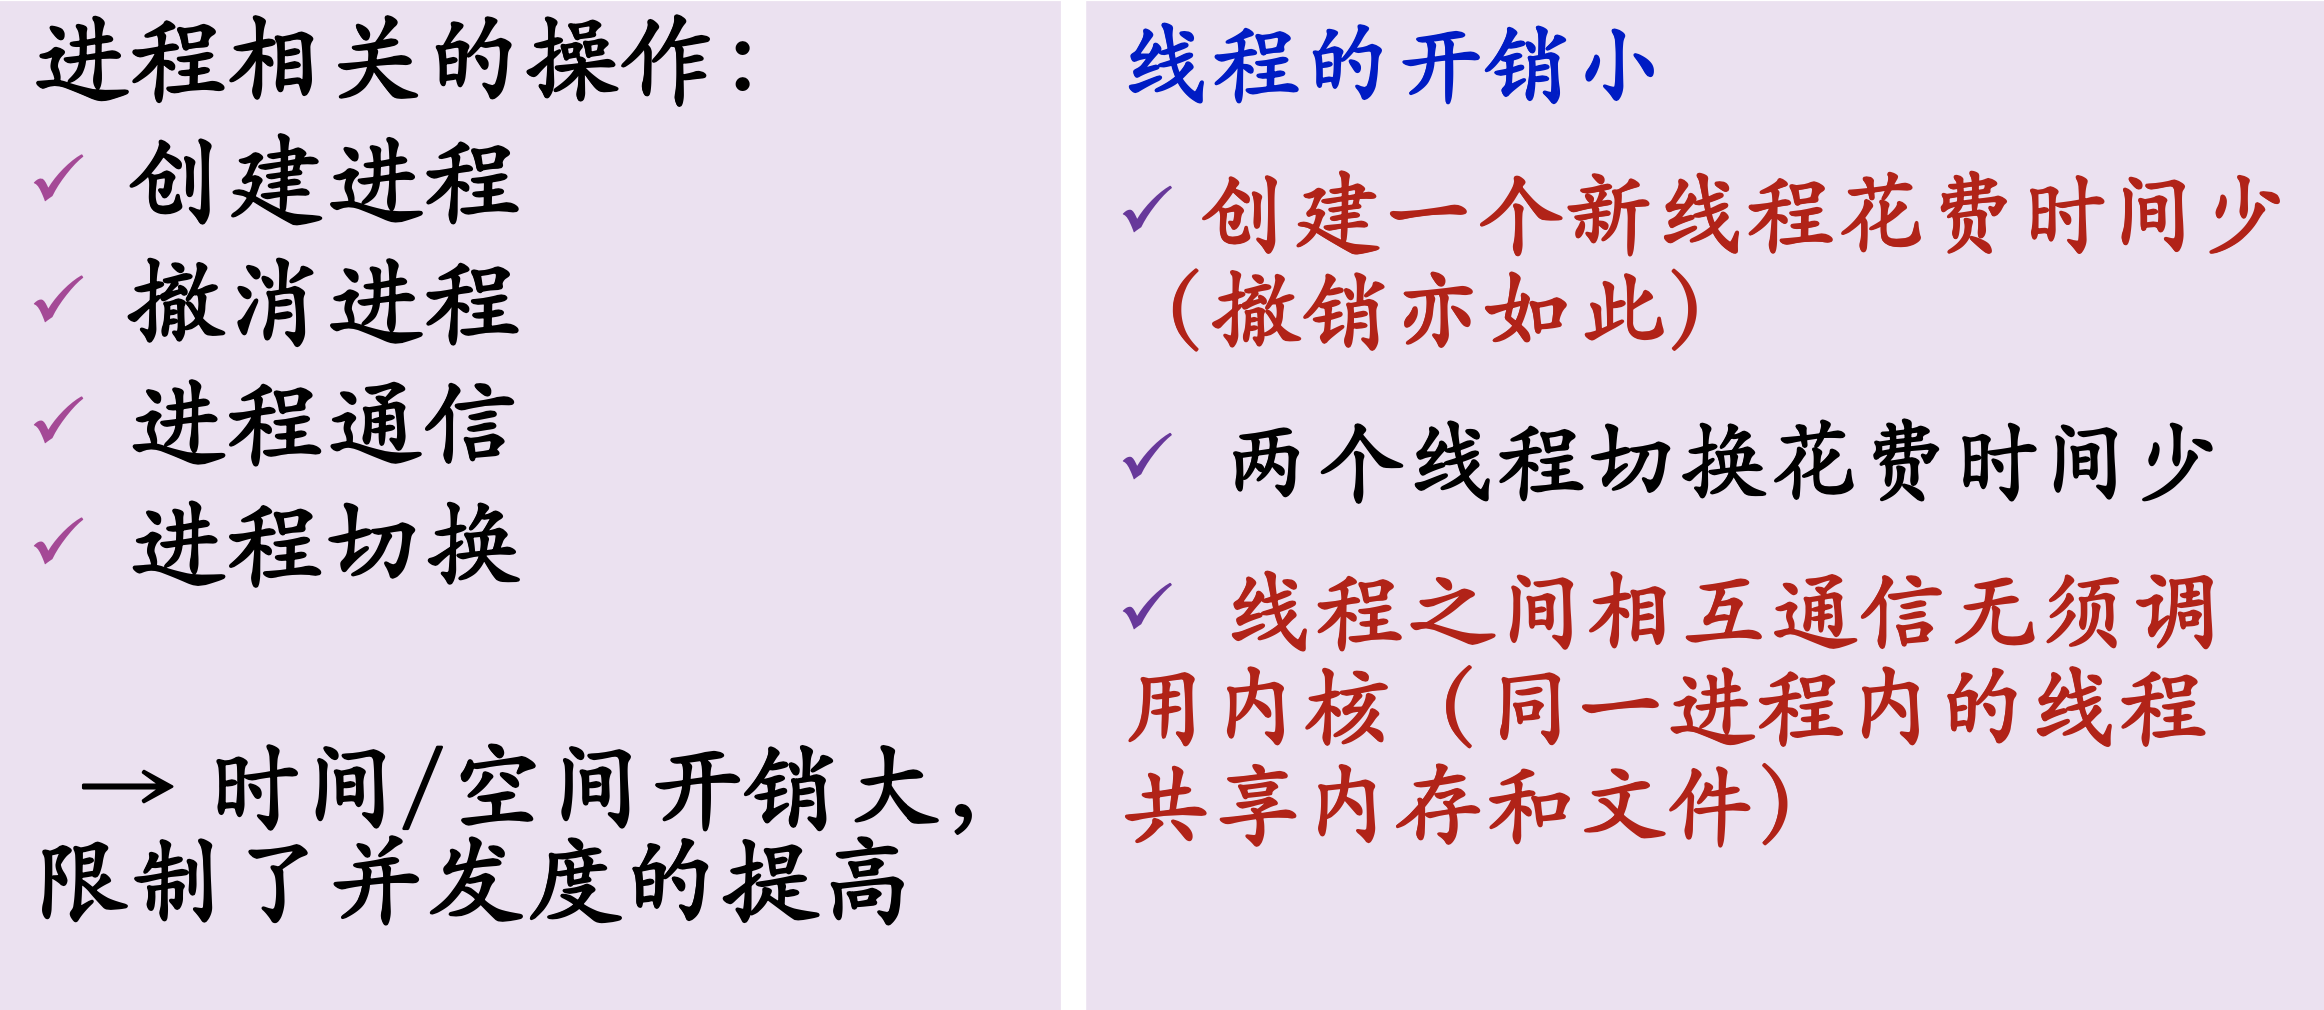 进程相关的操作：
✓ 创建进程
✓ 撤消进程
✓ 进程通信
✓ 进程切换
→ 时间/空间开销大，
限制了并发度的提高
线程的开销小
✓ 创建一个新线程花费时间少
（撤销亦如此）
✓ 两个线程切换花费时间少
✓ 线程之间相互通信无须调
用内核（同一进程内的线程
共享内存和文件）